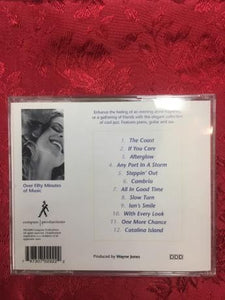 Enhance the feeling of an evening
or a gathering of friends with this elegant collection
of cool jazz. Features piano, guitar and sax.
1. The Coast
2. If You Care
3. Afterglow
4. Any Port In A Storm
5. Steppin' Out
6. Cambria
7. All In Good Time
8. Slow Turn
9. Ian's Smile
10. With Every Look
11. One More Chance
12. Catalina Island
Over Fifty Minutes
of Music
compass productions
Produced by Wayne Jones
DDD